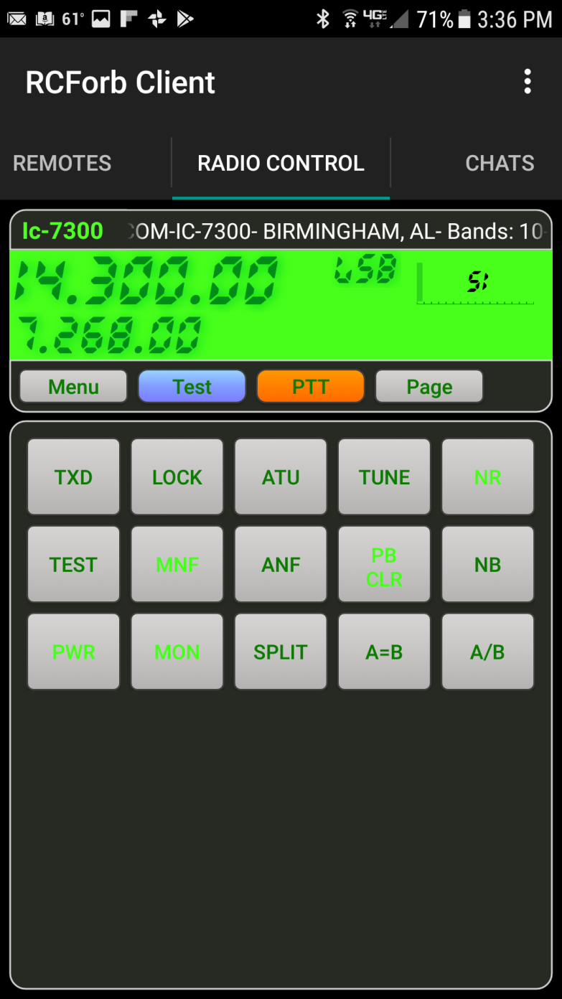 61° 4G LTE 71% 3:36 PM
RCForb Client
REMOTES RADIO CONTROL CHATS
Ic-7300 COM-IC-7300- BIRMINGHAM, AL- Bands: 10-
14.300.00 USB S1
7.268.00
Menu Test PTT Page
TXD LOCK ATU TUNE NR
TEST MNF ANF PB CLR NB
PWR MON SPLIT A=B A/B